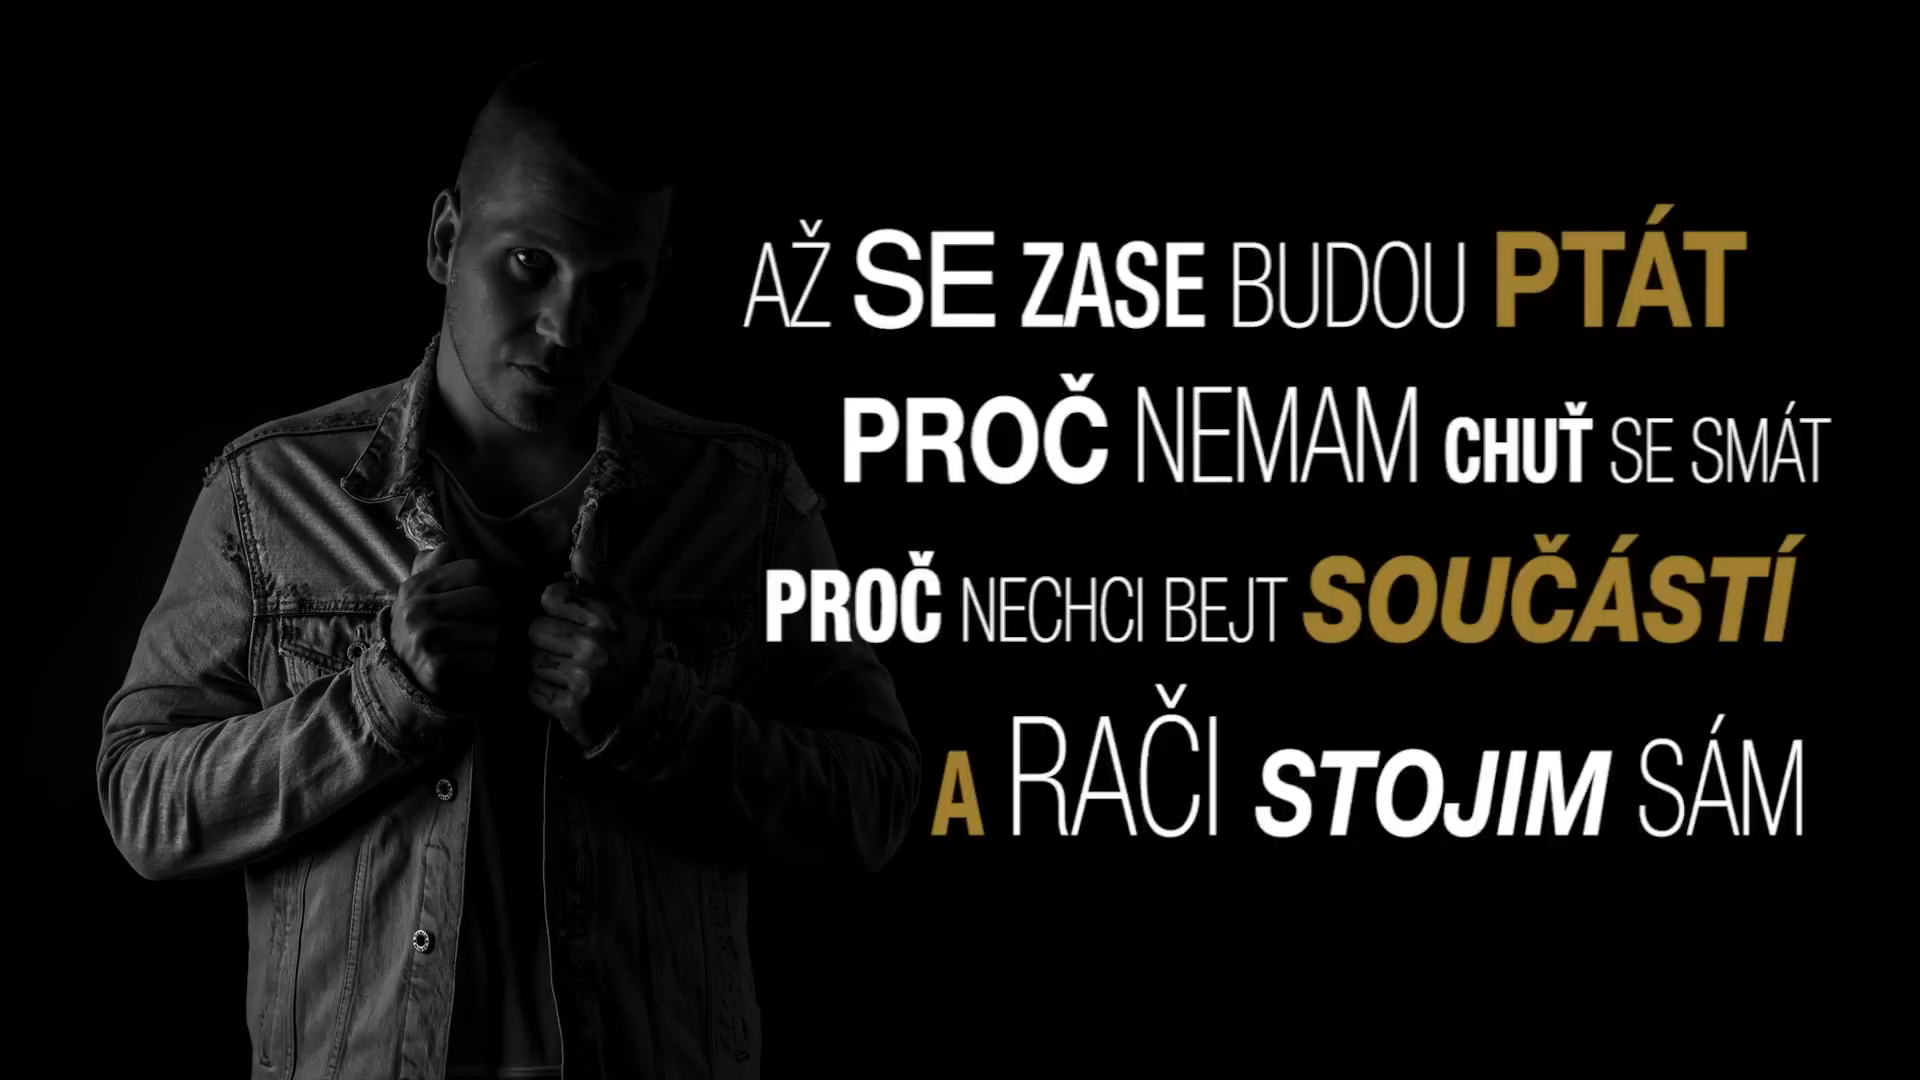 AŽ SE ZASE BUDOU PTÁT
PROČ NEMAM CHUŤ SE SMÁT
PROČ NECHCI BEJT SOUČÁSTÍ
A RAČI STOJIM SÁM